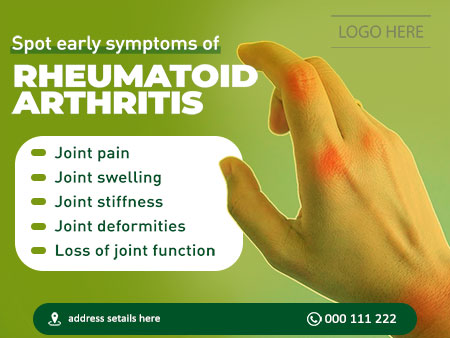 LOGO HERE
Spot early symptoms of
RHEUMATOID
ARTHRITIS
Joint pain
Joint swelling
Joint stiffness
Joint deformities
Loss of joint function
address setails here
000 111 222